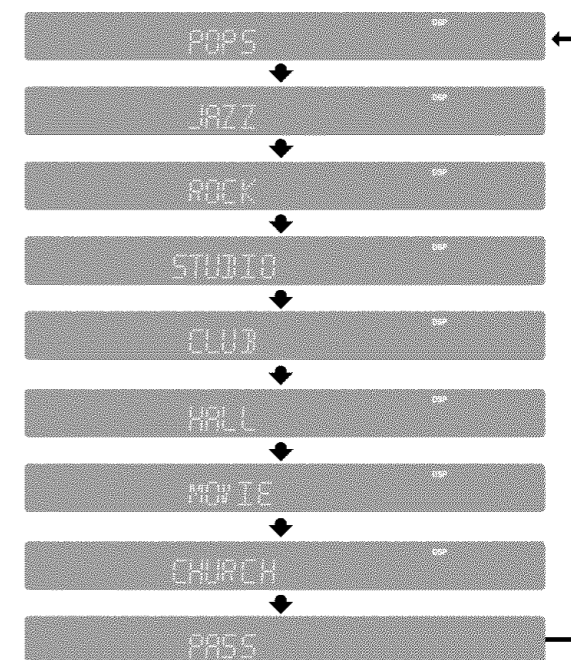 DSP
POPS
DSP
JAZZ
DSP
ROCK
DSP
STUDIO
DSP
CLUB
DSP
HALL
DSP
MOVIE
DSP
CHURCH
PASS